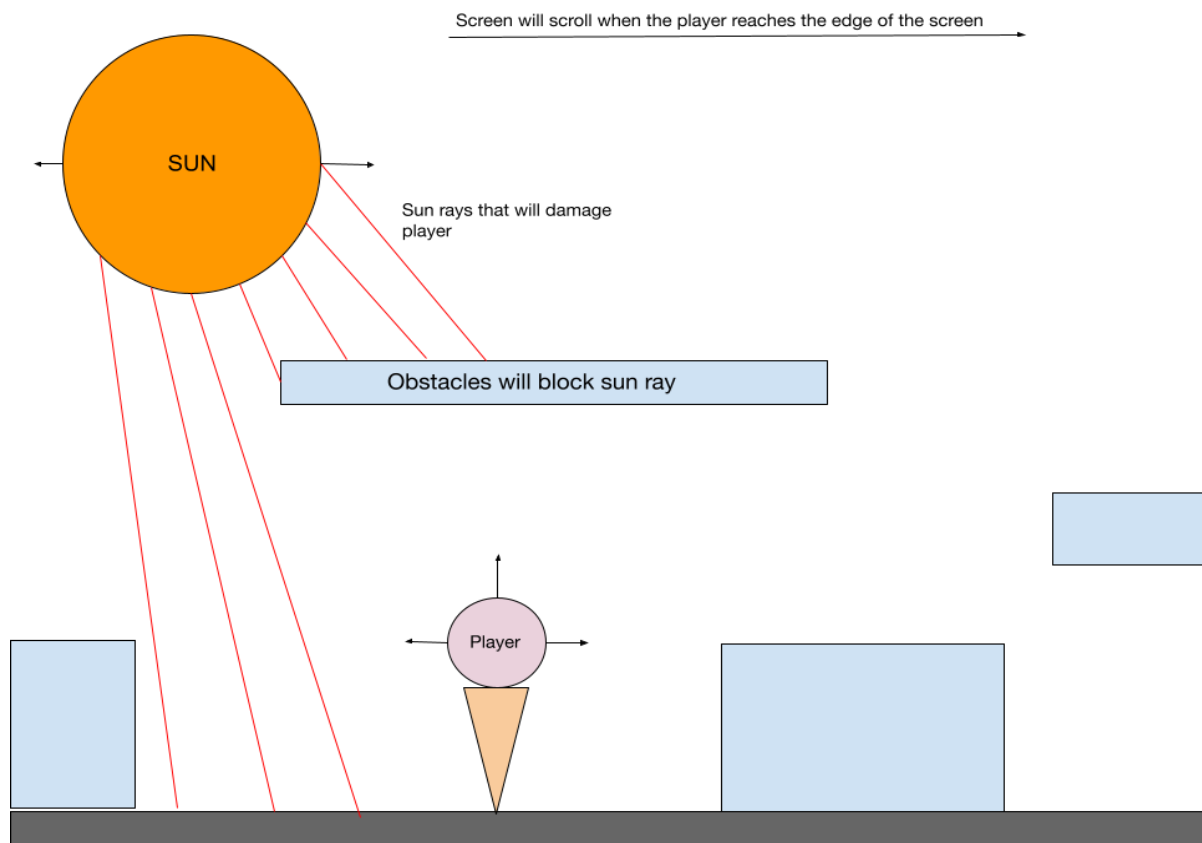 Screen will scroll when the player reaches the edge of the screen
SUN
Sun rays that will damage
player
Obstacles will block sun ray
Player